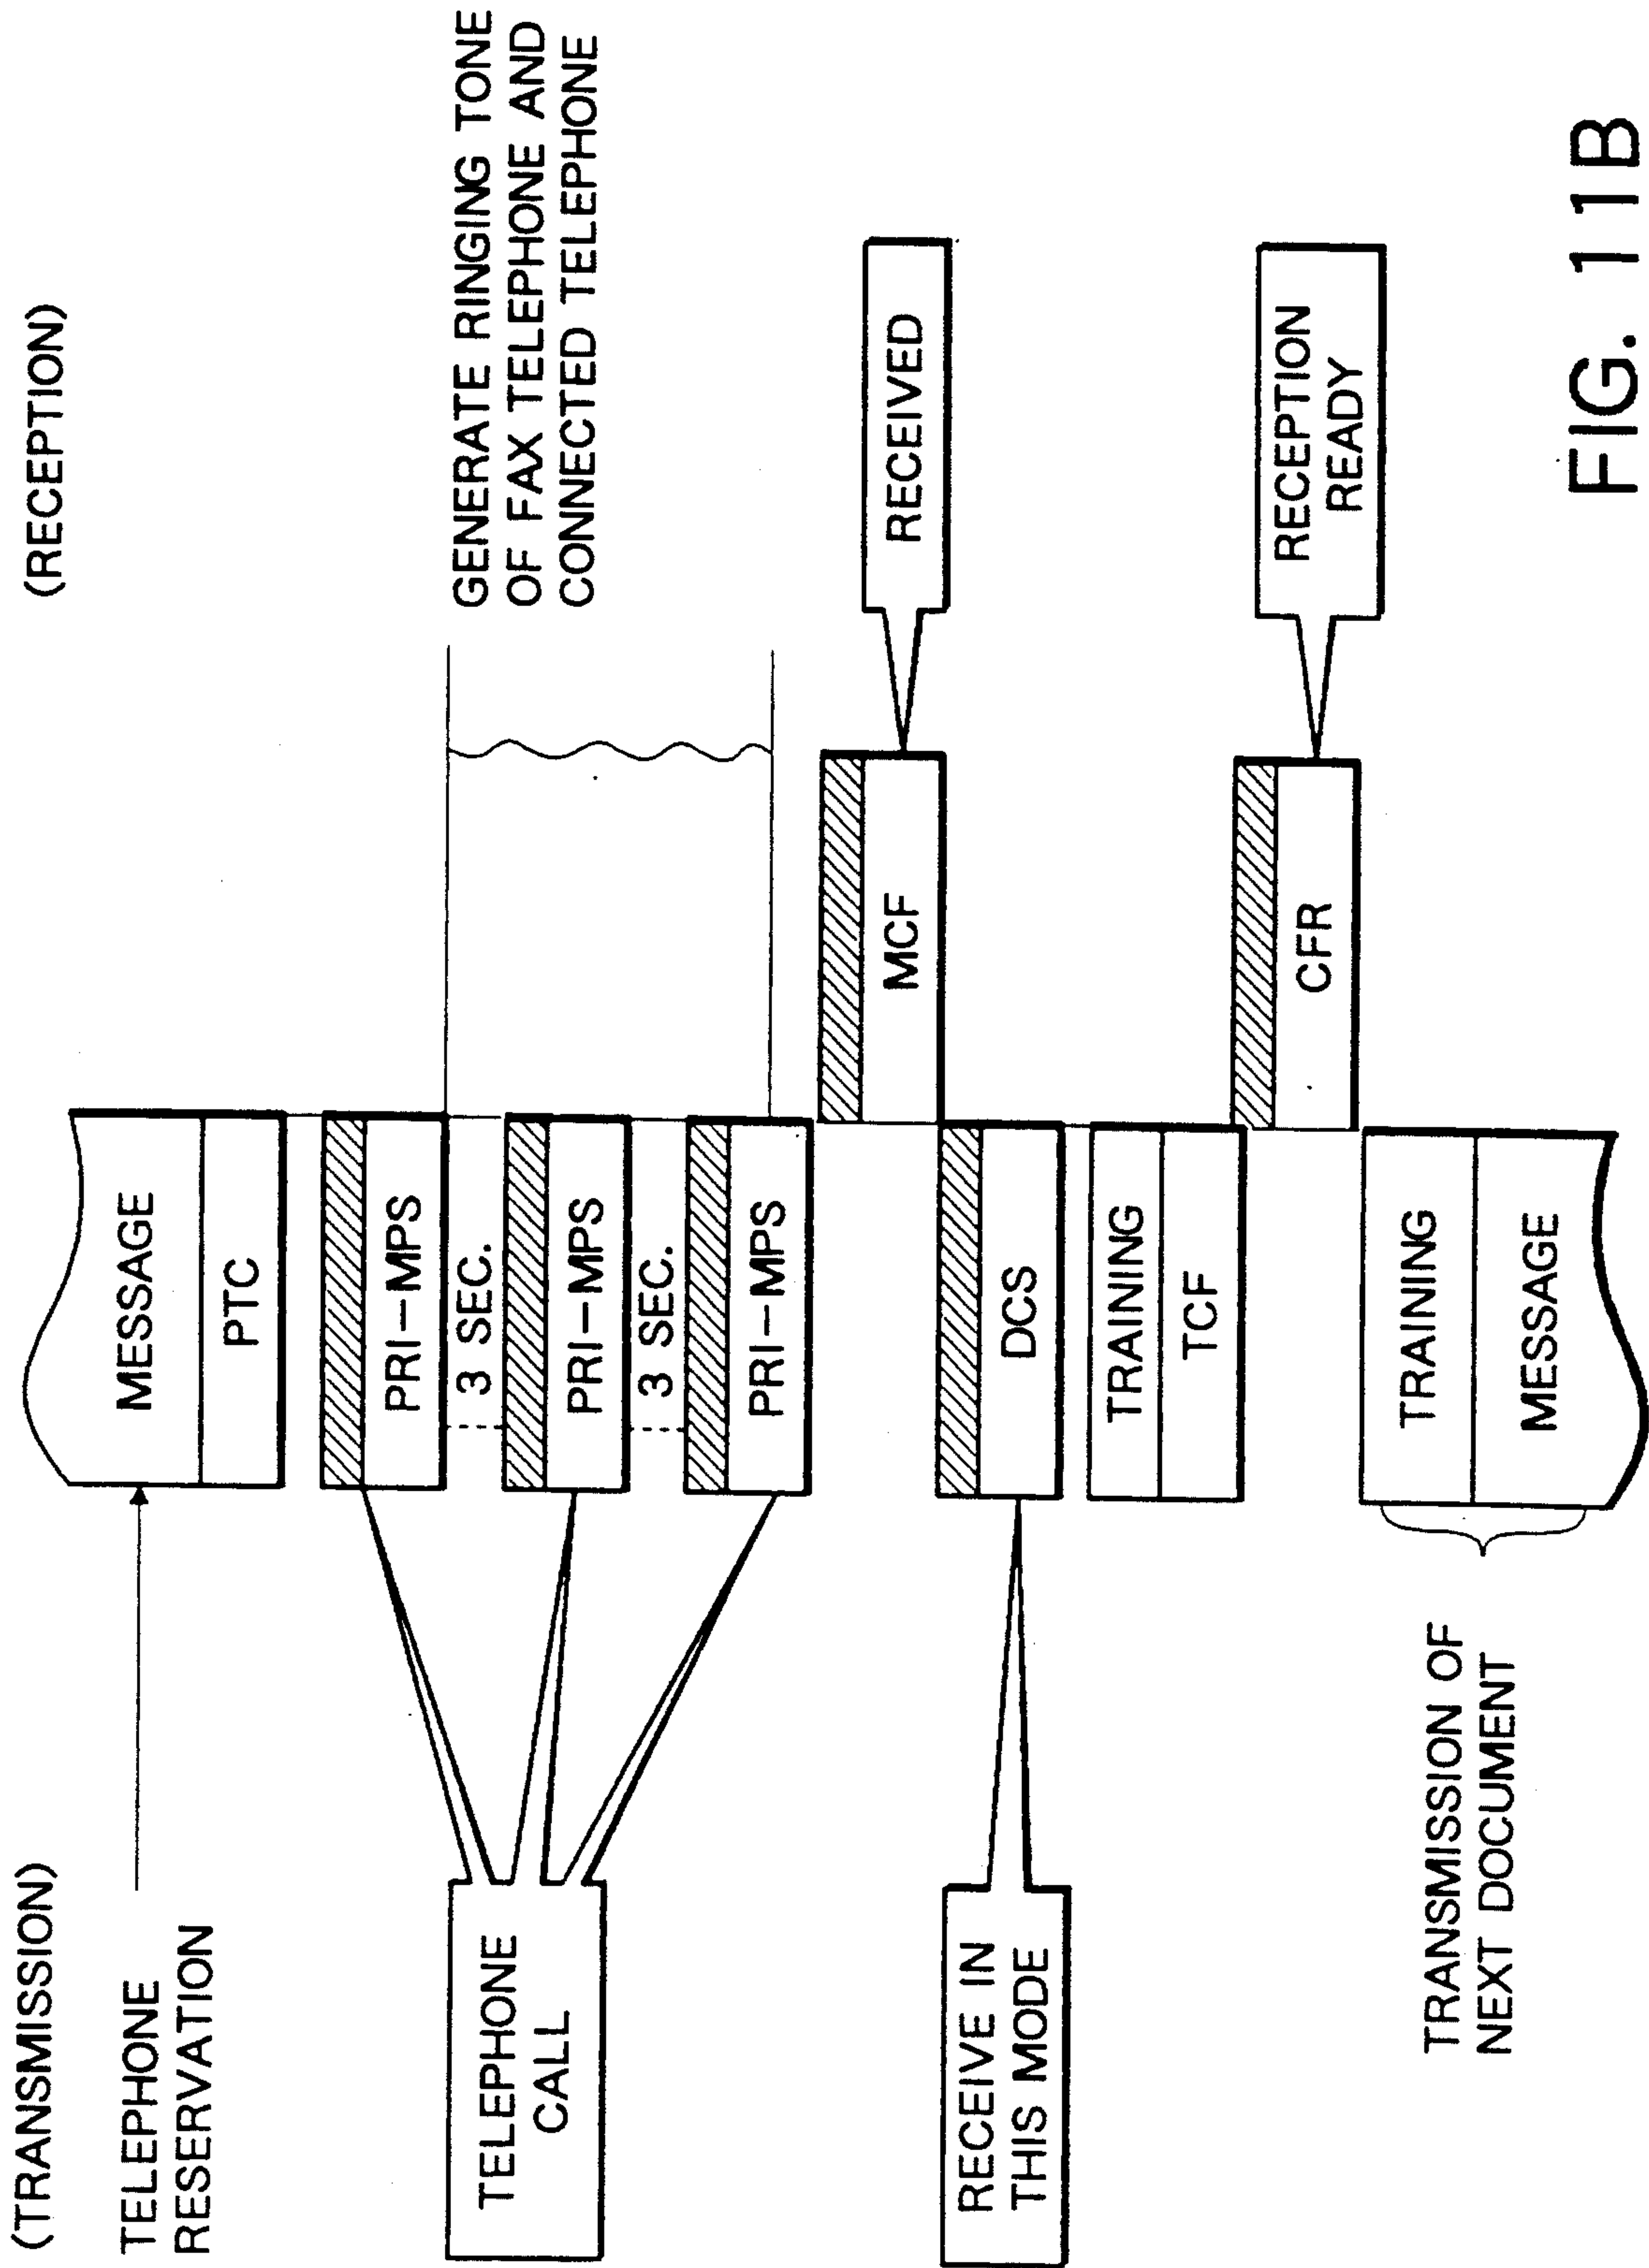 (TRANSMISSION)
(RECEPTION)
TELEPHONE
RESERVATION
MESSAGE
PTC
PRI-MPS
3 SEC.
PRI-MPS
3 SEC.
PRI-MPS
TELEPHONE
CALL
GENERATE RINGING TONE
OF FAX TELEPHONE AND
CONNECTED TELEPHONE
MCF
RECEIVED
RECEIVE IN
THIS MODE
DCS
TRAINING
TCF
CFR
RECEPTION
READY
TRANSMISSION OF
NEXT DOCUMENT
TRAINING
MESSAGE
FIG. 11B